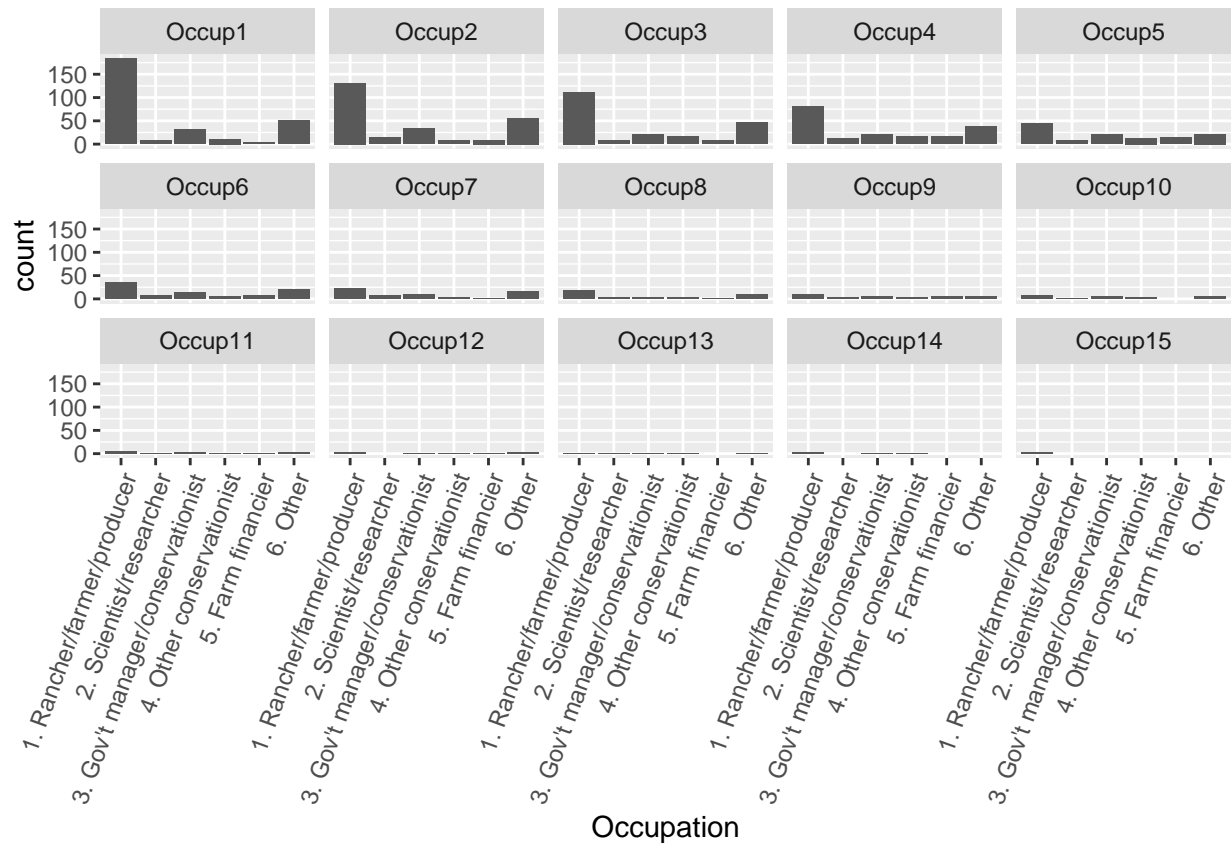 Occup1 Occup2 Occup3 Occup4 Occup5
150
100
50
0
Occup6 Occup7 Occup8 Occup9 Occup10
150
100
50
0
Occup11 Occup12 Occup13 Occup14 Occup15
150
100
50
0
count
1. Rancher/farmer/producer
2. Scientist/researcher
3. Gov't manager/conservationist
4. Other conservationist
5. Farm financier
6. Other
1. Rancher/farmer/producer
2. Scientist/researcher
3. Gov't manager/conservationist
4. Other conservationist
5. Farm financier
6. Other
1. Rancher/farmer/producer
2. Scientist/researcher
3. Gov't manager/conservationist
4. Other conservationist
5. Farm financier
6. Other
1. Rancher/farmer/producer
2. Scientist/researcher
3. Gov't manager/conservationist
4. Other conservationist
5. Farm financier
6. Other
1. Rancher/farmer/producer
2. Scientist/researcher
3. Gov't manager/conservationist
4. Other conservationist
5. Farm financier
6. Other
Occupation